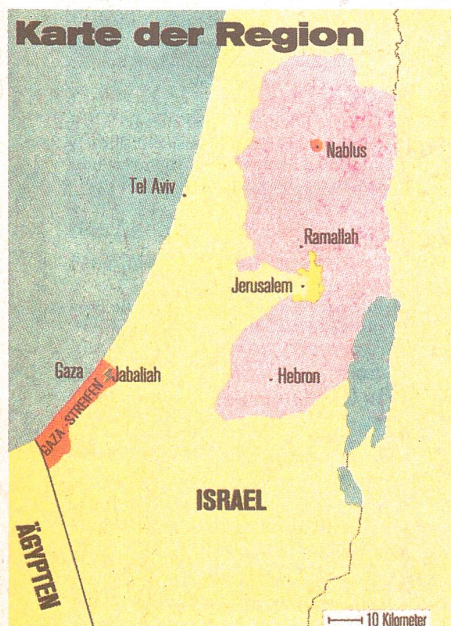 Karte der Region
Nablus
Tel Aviv
Ramallah
Jerusalem
Gaza
Jabaliah
GAZA-STREIFEN
Hebron
ISRAEL
ÄGYPTEN
10 Kilometer